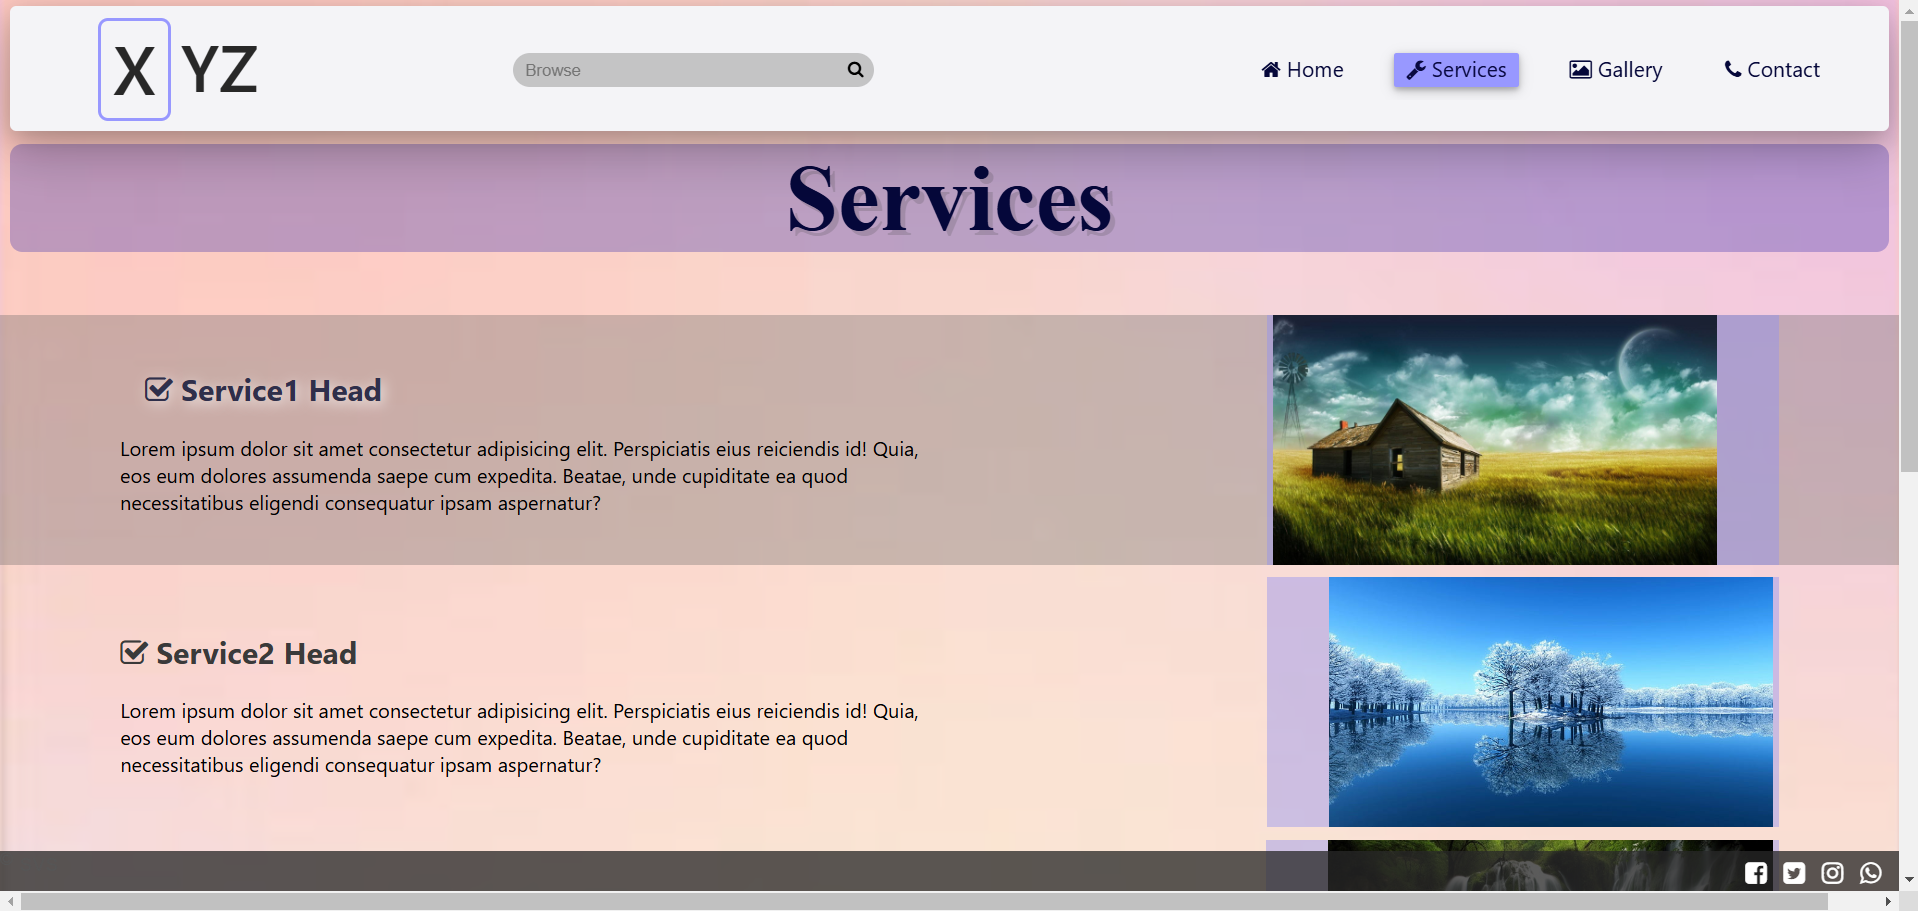 X YZ
Browse
Home
Services
Gallery
Contact
Services
Service1 Head
Lorem ipsum dolor sit amet consectetur adipisicing elit. Perspiciatis eius reiciendis id! Quia,
eos eum dolores assumenda saepe cum expedita. Beatae, unde cupiditate ea quod
necessitatibus eligendi consequatur ipsam aspernatur?
Service2 Head
Lorem ipsum dolor sit amet consectetur adipisicing elit. Perspiciatis eius reiciendis id! Quia,
eos eum dolores assumenda saepe cum expedita. Beatae, unde cupiditate ea quod
necessitatibus eligendi consequatur ipsam aspernatur?